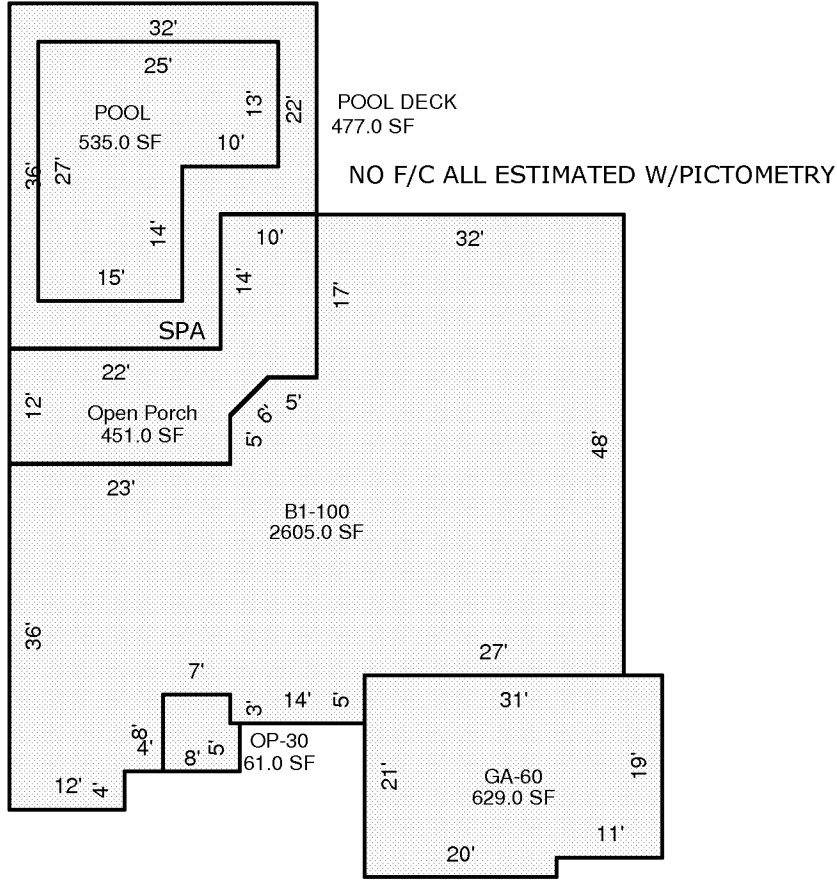 32'
25'
POOL
535.0 SF
13'
22'
POOL DECK
477.0 SF
10'
36'
27'
NO F/C ALL ESTIMATED W/PICTOMETRY
14'
15'
10'
32'
14'
17'
SPA
22'
12'
Open Porch
451.0 SF
5'
6'
5'
48'
23'
B1-100
2605.0 SF
36'
27'
7'
3'
14'
5'
31'
8'
4'
8'
5'
OP-30
61.0 SF
12'
4'
21'
GA-60
629.0 SF
19'
11'
20'